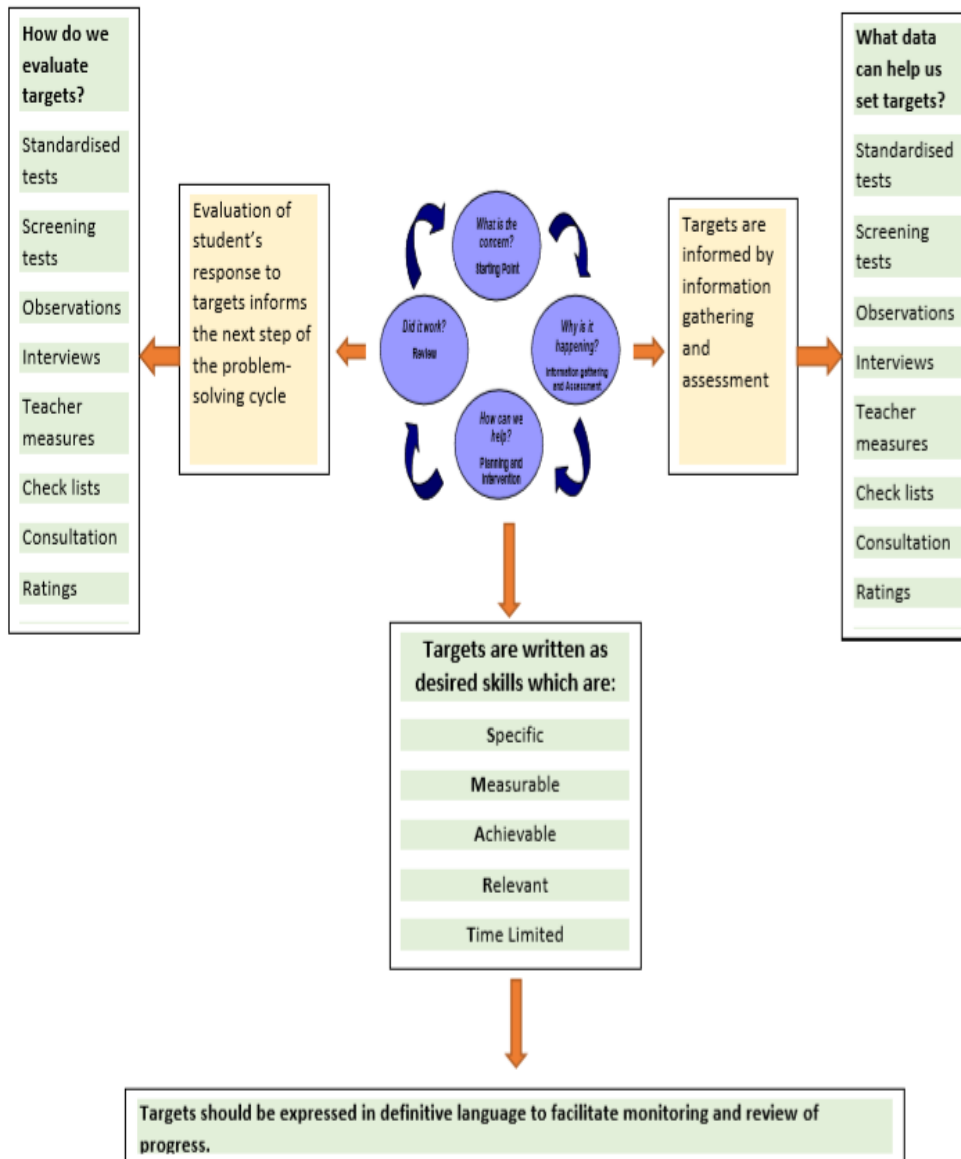 How do we
evaluate
targets?
Standardised
tests
Screening
tests
Observations
Interviews
Teacher
measures
Check lists
Consultation
Ratings
Evaluation of
student's
response to
targets informs
the next step of
the problem-
solving cycle
What is the
concern?
Starting Point
Did it work?
Review
Why is it
happening?
Information gathering
and Assessment
How can we
help?
Planning and
Intervention
Targets are
informed by
information
gathering
and
assessment
What data
can help us
set targets?
Standardised
tests
Screening
tests
Observations
Interviews
Teacher
measures
Check lists
Consultation
Ratings
Targets are written as
desired skills which are:
Specific
Measurable
Achievable
Relevant
Time Limited
Targets should be expressed in definitive language to facilitate monitoring and review of
progress.